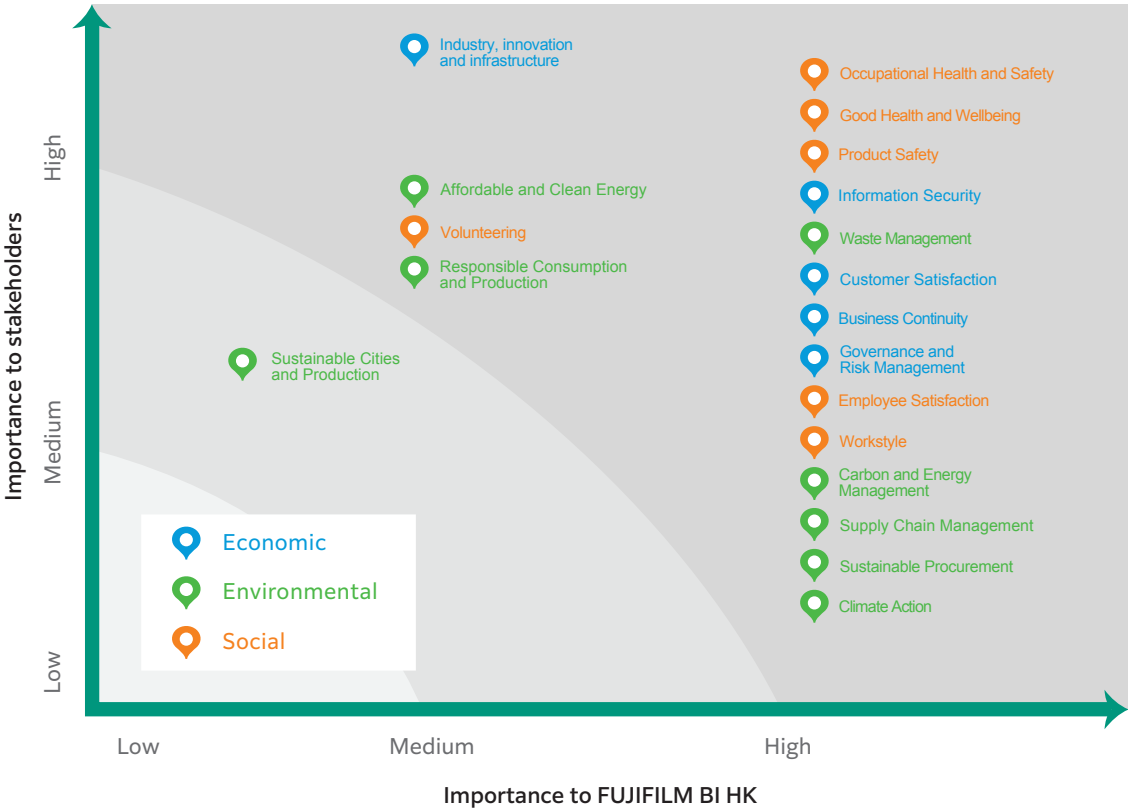 Importance to stakeholders
High
Medium
Low
Industry, innovation
and infrastructure
Affordable and Clean Energy
Volunteering
Responsible Consumption
and Production
Sustainable Cities
and Production
Occupational Health and Safety
Good Health and Wellbeing
Product Safety
Information Security
Waste Management
Customer Satisfaction
Business Continuity
Governance and
Risk Management
Employee Satisfaction
Workstyle
Carbon and Energy
Management
Supply Chain Management
Sustainable Procurement
Climate Action
Economic
Environmental
Social
Low
Medium
High
Importance to FUJIFILM BI HK